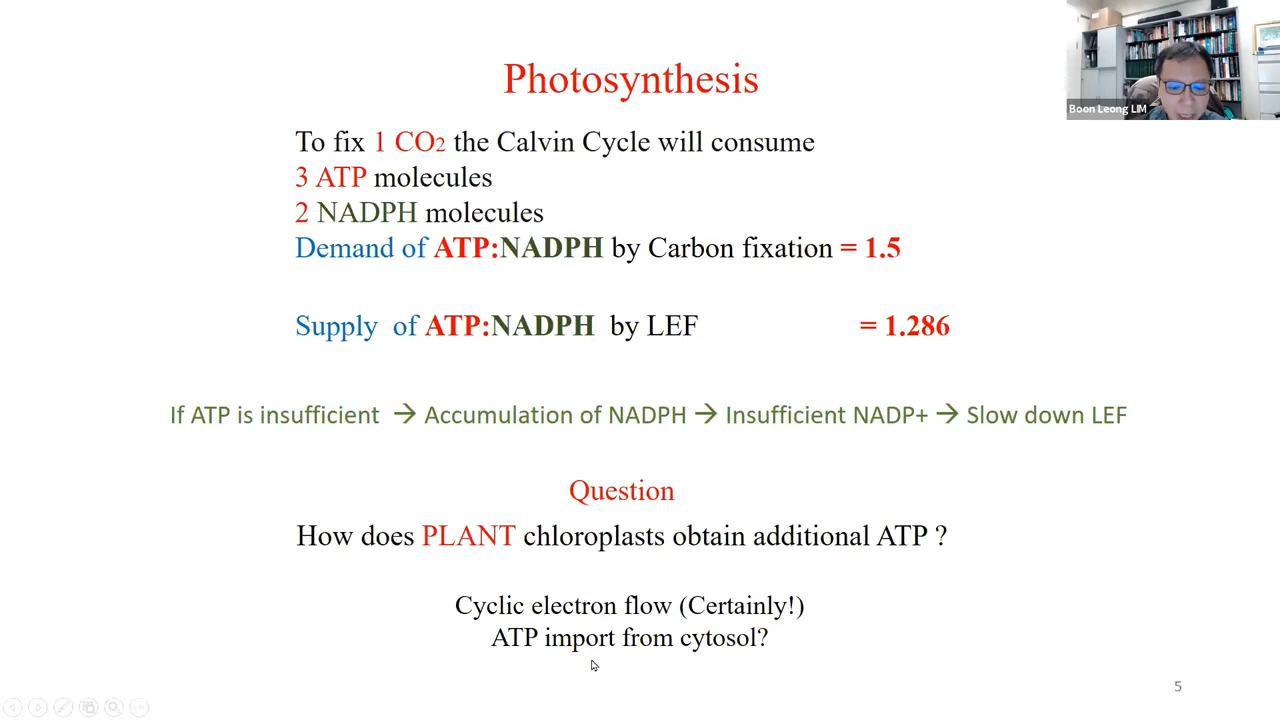 Boon Leong LIM
Photosynthesis
To fix 1 CO2 the Calvin Cycle will consume
3 ATP molecules
2 NADPH molecules
Demand of ATP:NADPH by Carbon fixation = 1.5
Supply of ATP:NADPH by LEF = 1.286
If ATP is insufficient → Accumulation of NADPH → Insufficient NADP+ → Slow down LEF
Question
How does PLANT chloroplasts obtain additional ATP ?
Cyclic electron flow (Certainly!)
ATP import from cytosol?
5